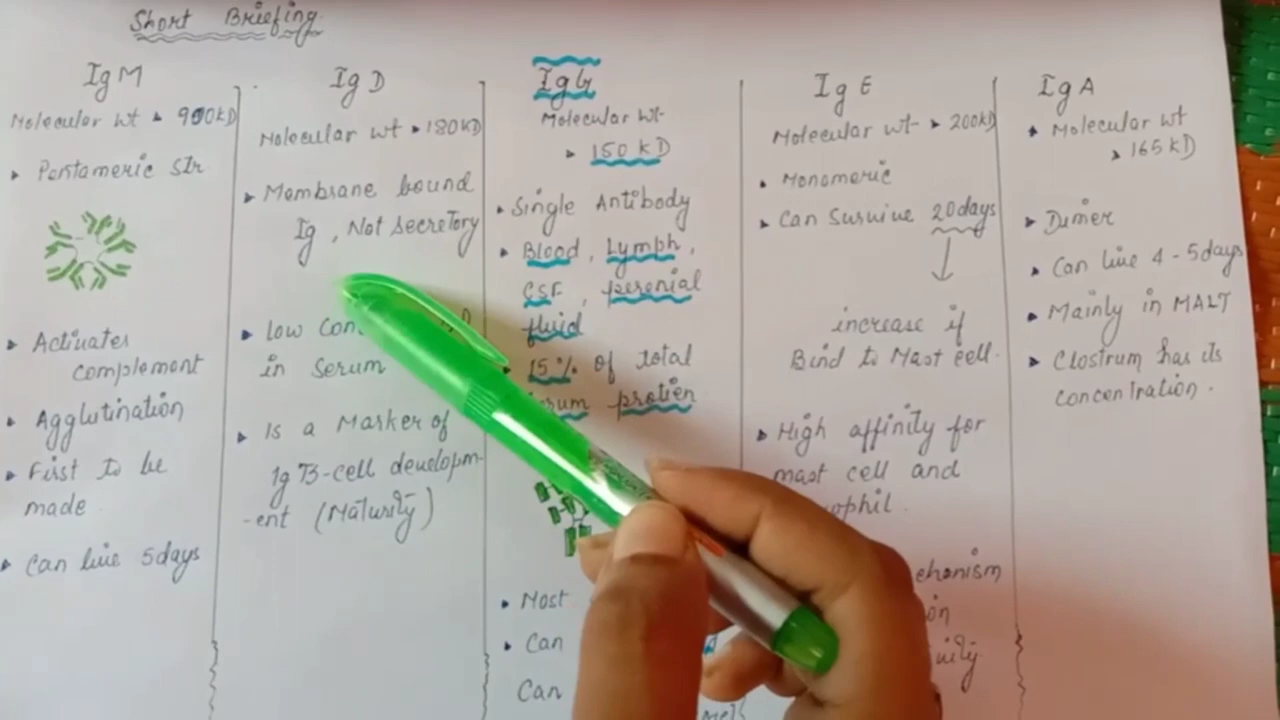 Short Briefing
IgM
Molecular wt 900kD
Pentameric str
Activates
complement
Agglutination
First to be
made
Can live 5days
IgD
Molecular wt 180kD
Membrane bound
Ig, Not secretory
Low
in Serum
Is a Marker of
Ig B-cell developm-
-ent (Maturity)
IgG
Molecular wt
150 kD
Single Antibody
Blood, Lymph,
CSF, perenial
fluid
15% of total
protien
Most
Can
Can
IgE
Molecular wt 200kD
Monomeric
Can Survive 20days
increase if
Bind to Mast cell.
High affinity for
mast cell and
IgA
Molecular wt
165 kD
Dimer
Can live 4-5days
Mainly in MALT
Clostrum has its
concentration.